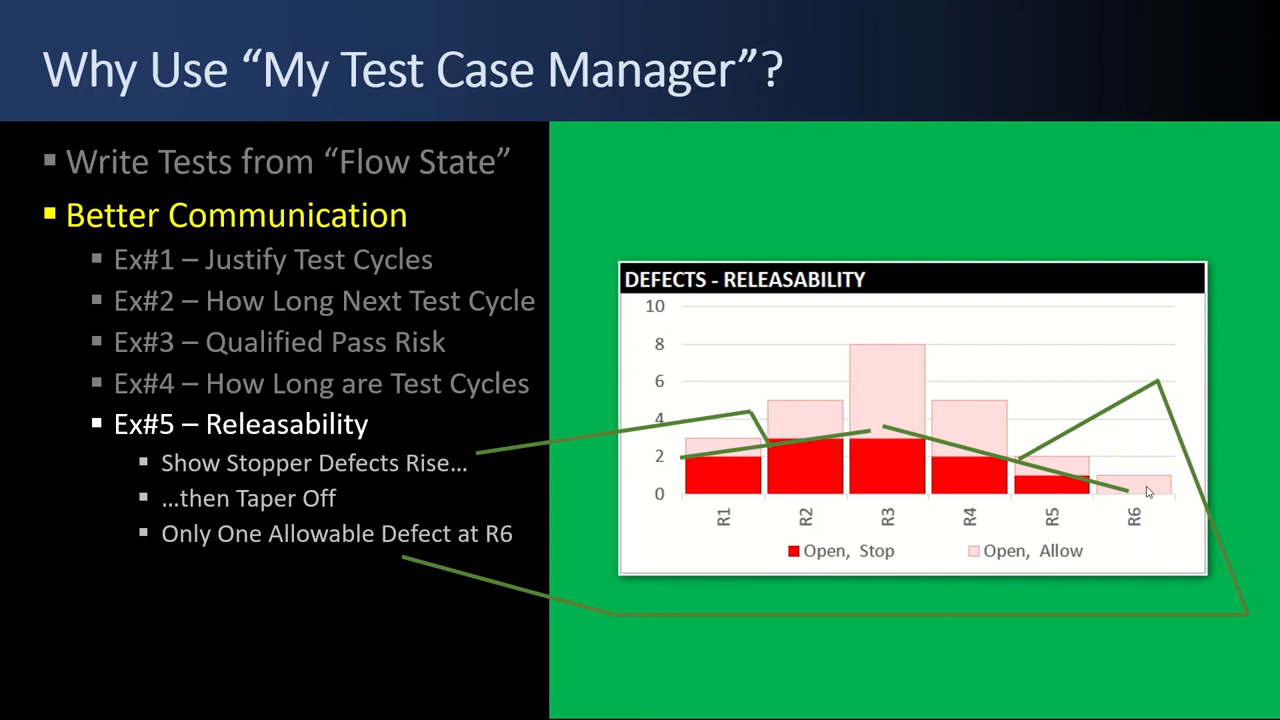 Why Use “My Test Case Manager”?
Write Tests from “Flow State”
Better Communication
Ex#1 – Justify Test Cycles
Ex#2 – How Long Next Test Cycle
Ex#3 – Qualified Pass Risk
Ex#4 – How Long are Test Cycles
Ex#5 – Releasability
Show Stopper Defects Rise…
…then Taper Off
Only One Allowable Defect at R6
DEFECTS - RELEASABILITY
10
8
6
4
2
0
R1 R2 R3 R4 R5 R6
Open, Stop Open, Allow